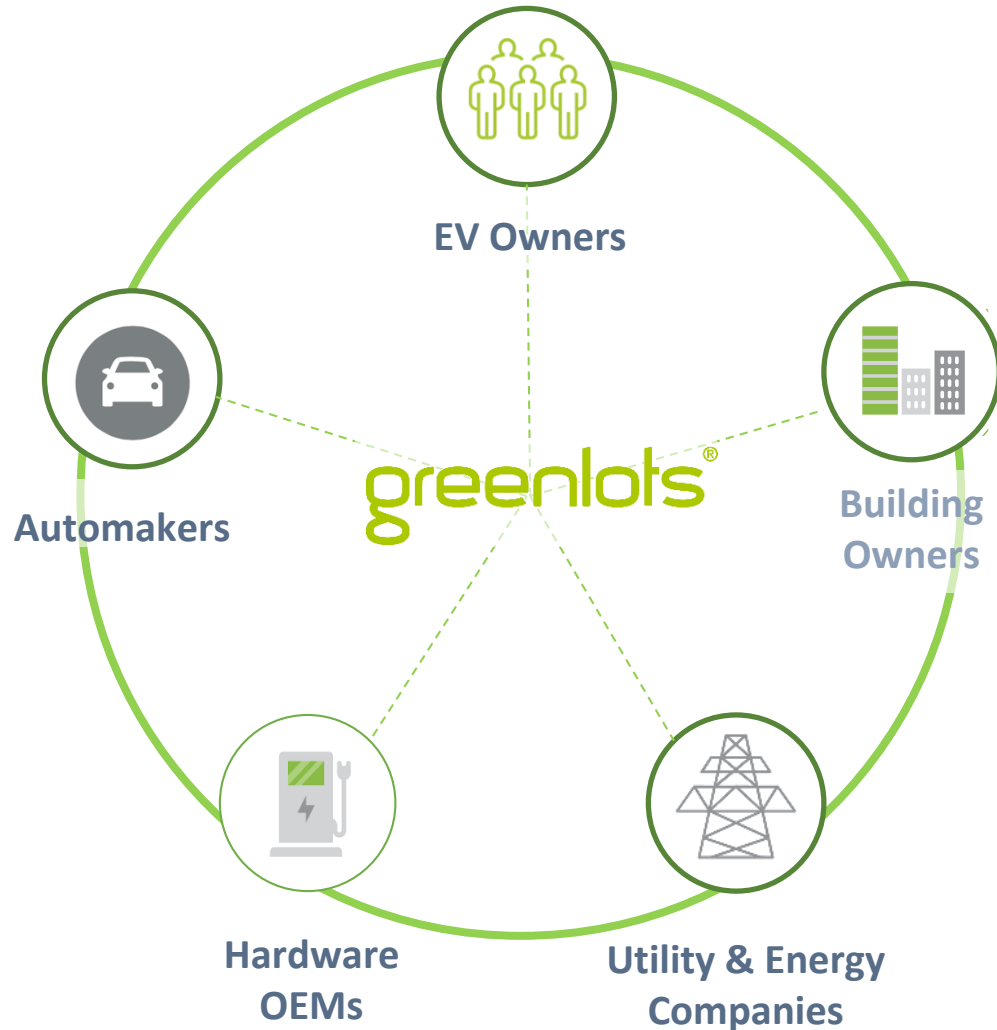 EV Owners
Automakers
greenlots®
Building
Owners
Hardware
OEMs
Utility & Energy
Companies